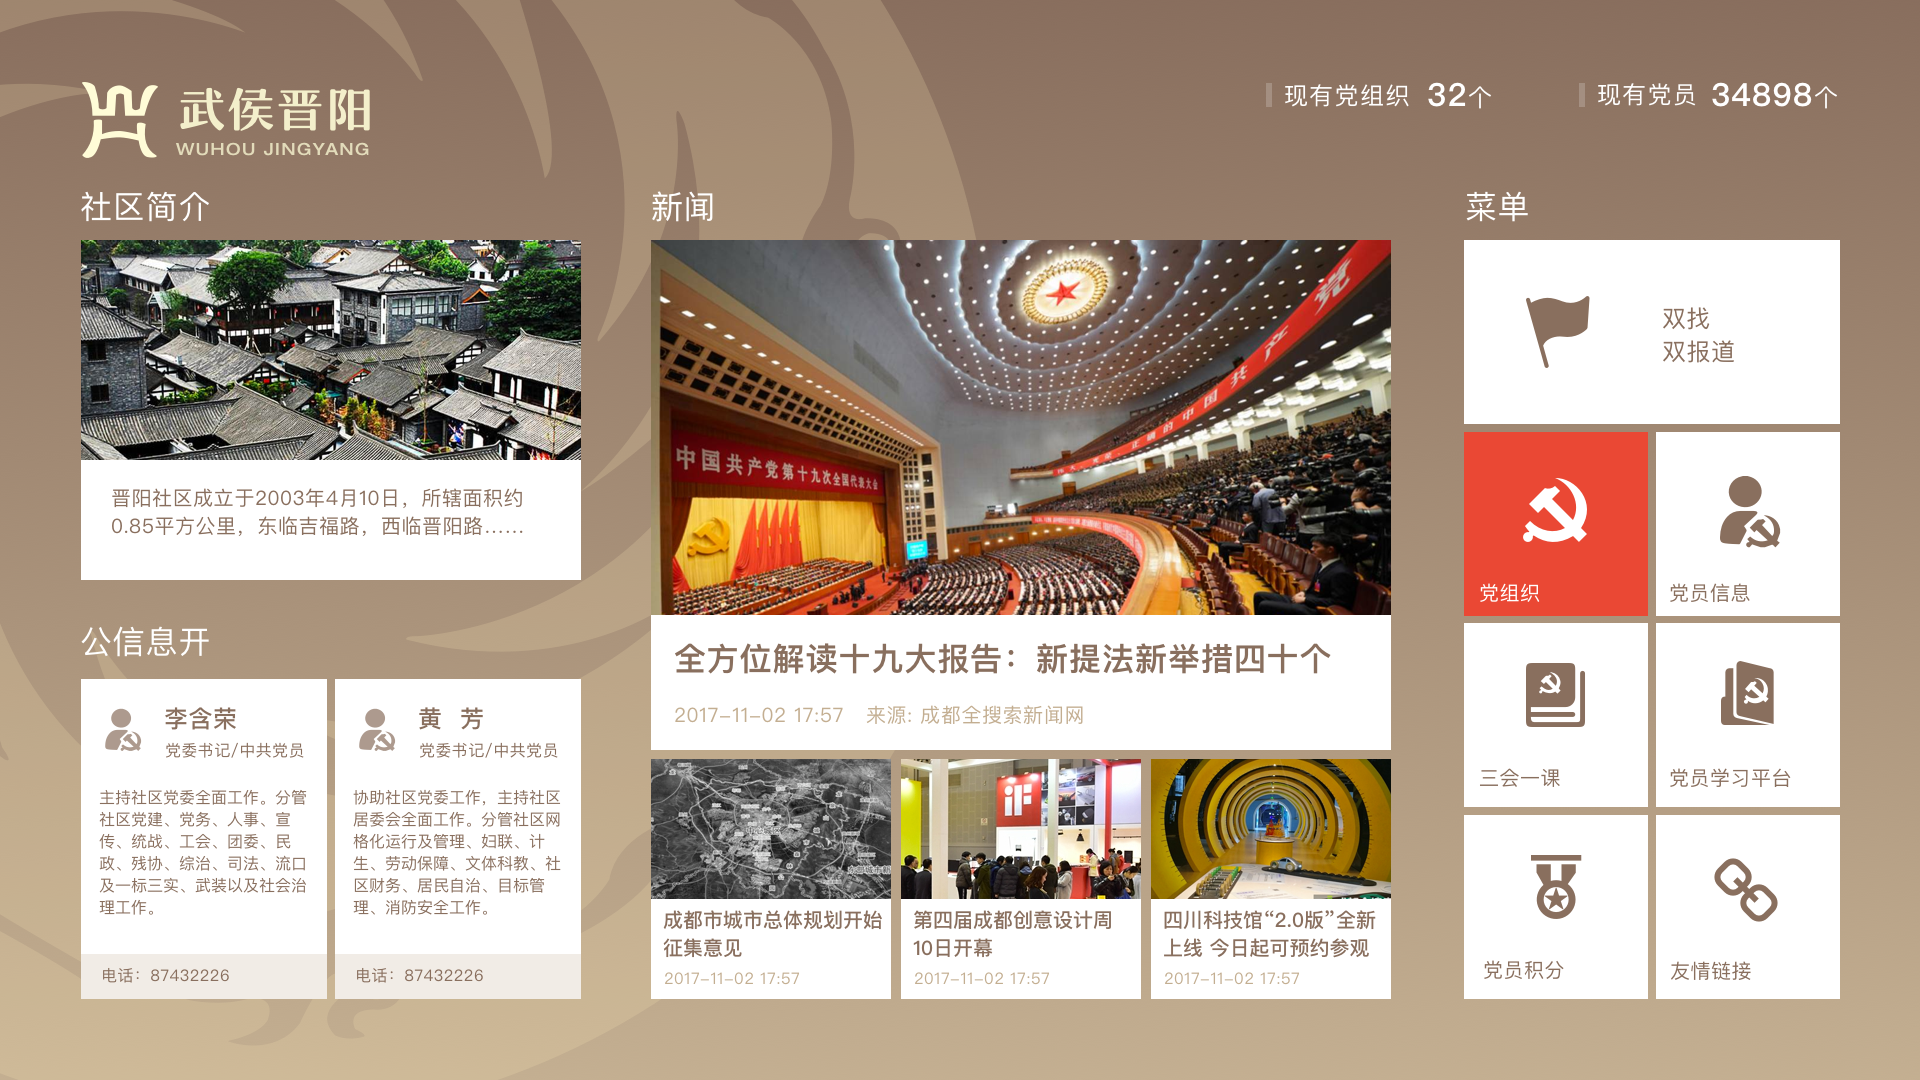 武侯晋阳
WUHOU JINGYANG
现有党组织 32个
现有党员 34898个
社区简介
晋阳社区成立于2003年4月10日，所辖面积约
0.85平方公里，东临吉福路，西临晋阳路……
公信息开
李含荣
党委书记/中共党员
主持社区党委全面工作。分管
社区党建、党务、人事、宣
传、统战、工会、团委、民
政、残协、综治、司法、流口
及一标三实、武装以及社会治
理工作。
电话：87432226
黄 芳
党委书记/中共党员
协助社区党委工作，主持社区
居委会全面工作。分管社区网
格化运行及管理、妇联、计
生、劳动保障、文体科教、社
区财务、居民自治、目标管
理、消防安全工作。
电话：87432226
新闻
中国共产党第十九次全国代表大会
全方位解读十九大报告：新提法新举措四十个
2017-11-02 17:57 来源: 成都全搜索新闻网
成都市城市总体规划开始
征集意见
2017-11-02 17:57
iF
第四届成都创意设计周
10日开幕
2017-11-02 17:57
四川科技馆“2.0版”全新
上线 今日起可预约参观
2017-11-02 17:57
菜单
双找
双报道
党组织
党员信息
三会一课
党员学习平台
党员积分
友情链接